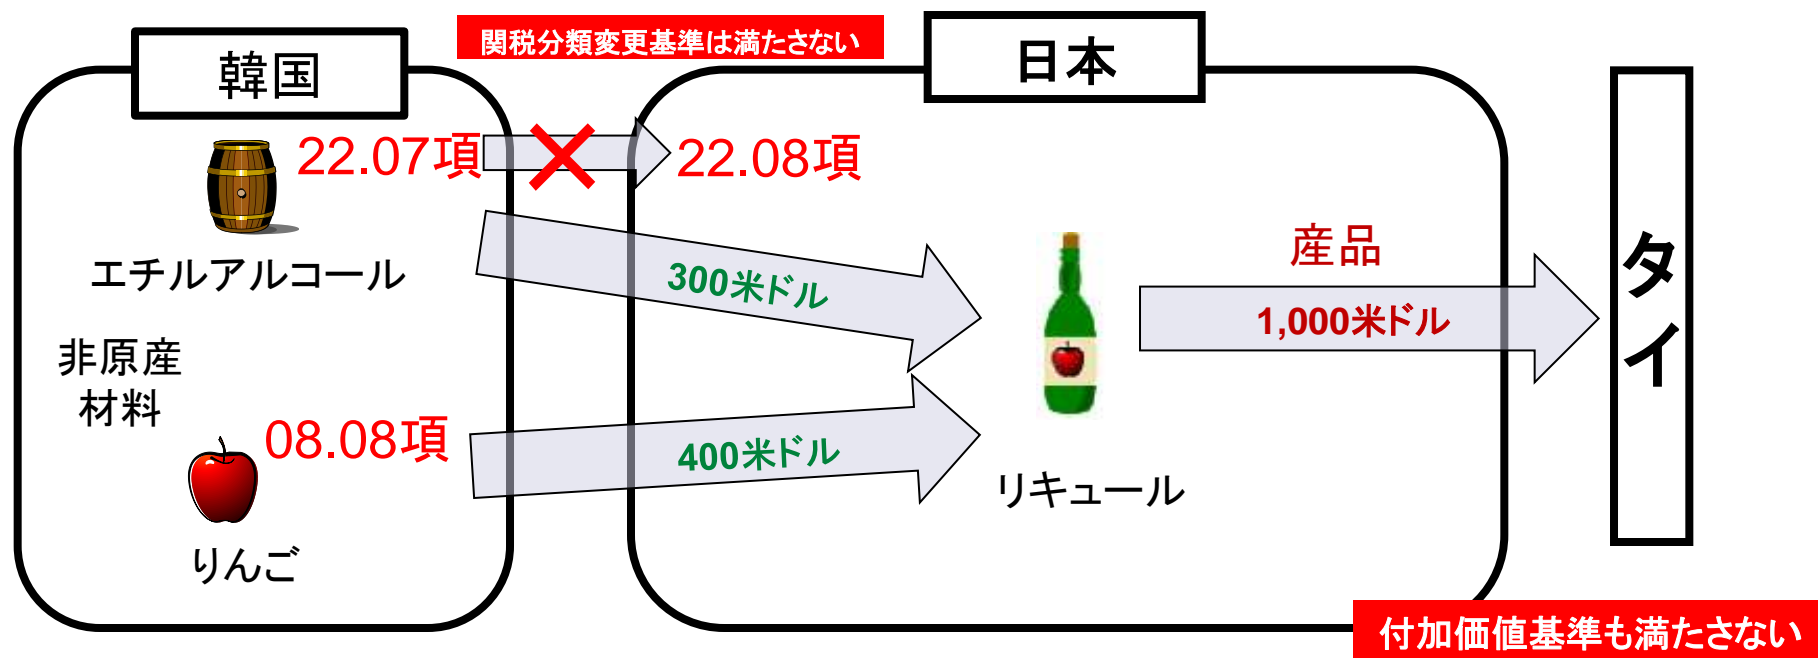 関税分類変更基準は満たさない
韓国
日本
22.07項
22.08項
エチルアルコール
300米ドル
産品
1,000米ドル
タイ
非原産
材料
08.08項
400米ドル
りんご
リキュール
付加価値基準も満たさない